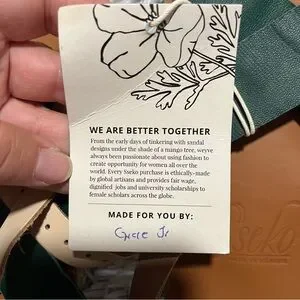 WE ARE BETTER TOGETHER
From the early days of tinkering with sandal
designs under the shade of a mango tree, weyve
always been passionate about using fashion to
create opportunity for women all over the
world. Every Sseko purchase is ethically-made
by global artisans and provides fair wage,
dignified jobs and university scholarships to
female scholars across the globe.
MADE FOR YOU BY:
Sseko